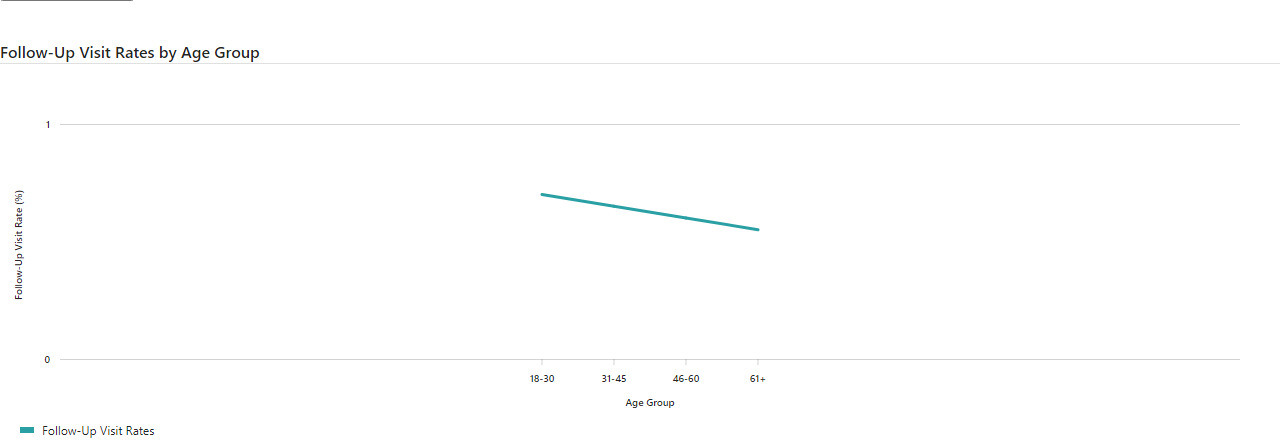 Follow-Up Visit Rates by Age Group
1
Follow-Up Visit Rate (%)
0
18-30 31-45 46-60 61+
Age Group
Follow-Up Visit Rates